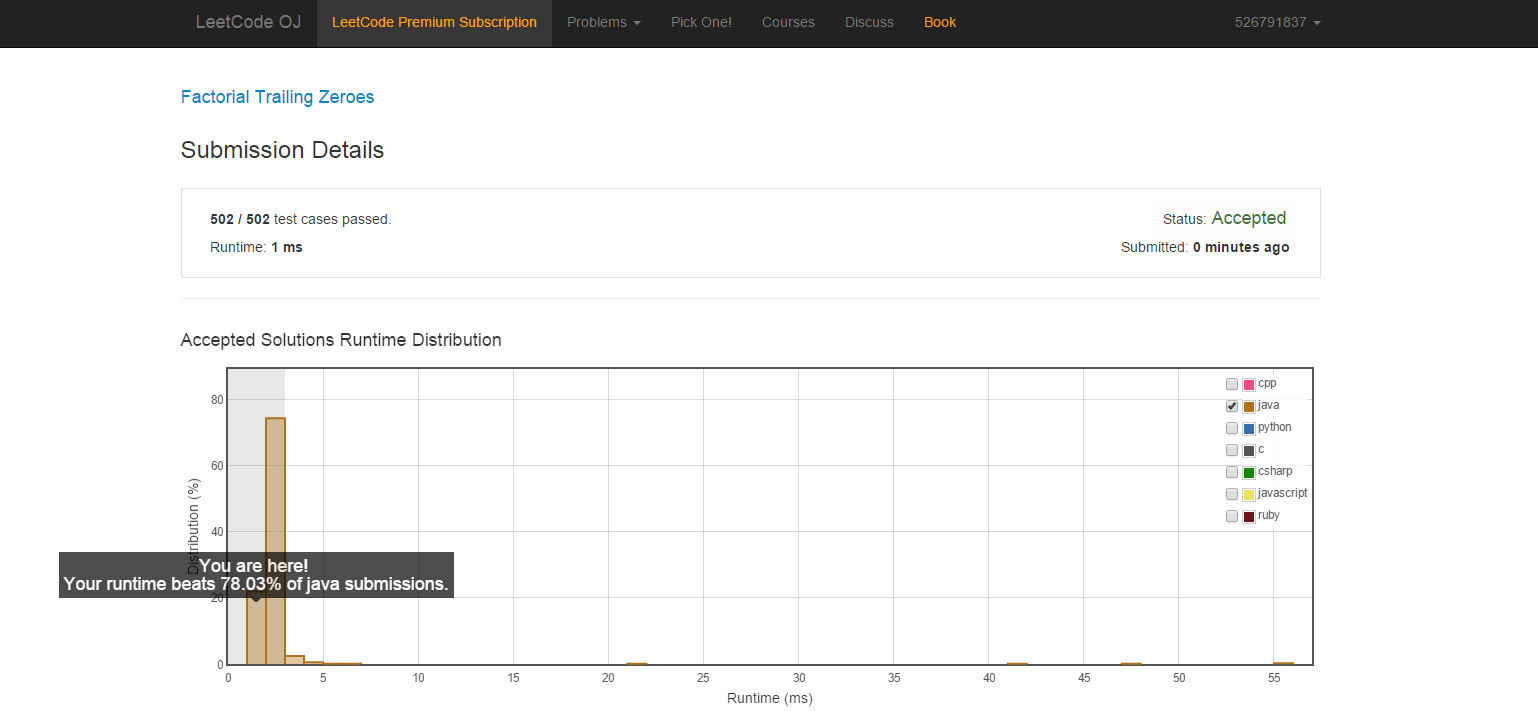 LeetCode OJ LeetCode Premium Subscription Problems Pick One! Courses Discuss Book 526791837
Factorial Trailing Zeroes
Submission Details
502 / 502 test cases passed. Status: Accepted
Runtime: 1 ms Submitted: 0 minutes ago
Accepted Solutions Runtime Distribution
cpp
java
python
c
csharp
javascript
ruby
80
60
40
20
0
Distribution (%)
You are here!
Your runtime beats 78.03% of java submissions.
0 5 10 15 20 25 30 35 40 45 50 55
Runtime (ms)